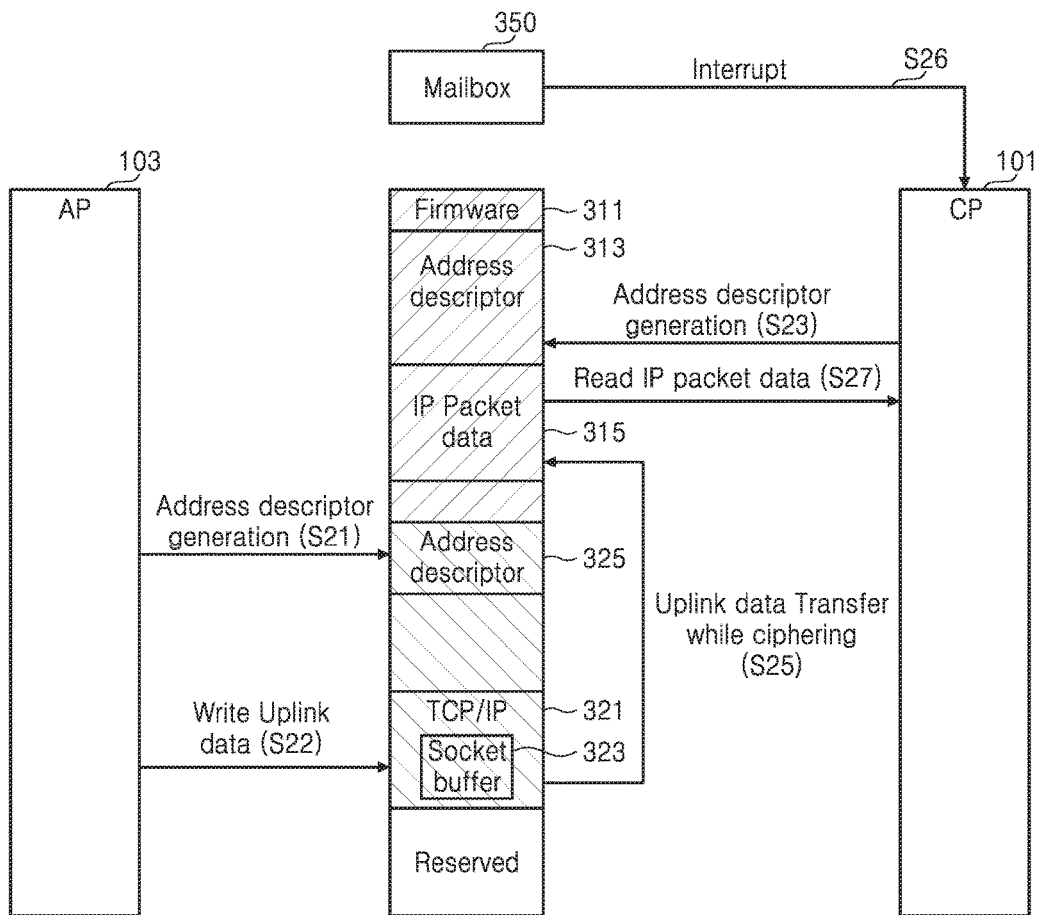 350
Mailbox
Interrupt
S26
103
AP
101
CP
Firmware
311
313
Address
descriptor
Address descriptor
generation (S23)
Read IP packet data (S27)
IP Packet
data
315
Address descriptor
generation (S21)
Address
descriptor
325
Uplink data Transfer
while ciphering
(S25)
Write Uplink
data (S22)
TCP/IP
321
Socket
buffer
323
Reserved